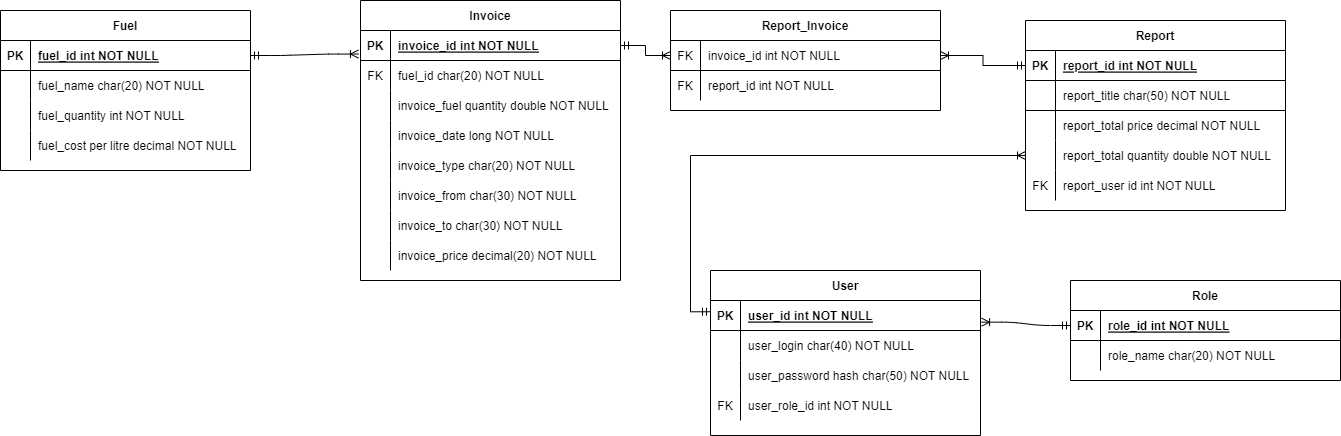 Fuel
PK fuel_id int NOT NULL
fuel_name char(20) NOT NULL
fuel_quantity int NOT NULL
fuel_cost per litre decimal NOT NULL
Invoice
PK invoice_id int NOT NULL
FK fuel_id char(20) NOT NULL
invoice_fuel quantity double NOT NULL
invoice_date long NOT NULL
invoice_type char(20) NOT NULL
invoice_from char(30) NOT NULL
invoice_to char(30) NOT NULL
invoice_price decimal(20) NOT NULL
Report_Invoice
FK invoice_id int NOT NULL
FK report_id int NOT NULL
Report
PK report_id int NOT NULL
report_title char(50) NOT NULL
report_total price decimal NOT NULL
report_total quantity double NOT NULL
FK report_user id int NOT NULL
User
PK user_id int NOT NULL
user_login char(40) NOT NULL
user_password hash char(50) NOT NULL
FK user_role_id int NOT NULL
Role
PK role_id int NOT NULL
role_name char(20) NOT NULL